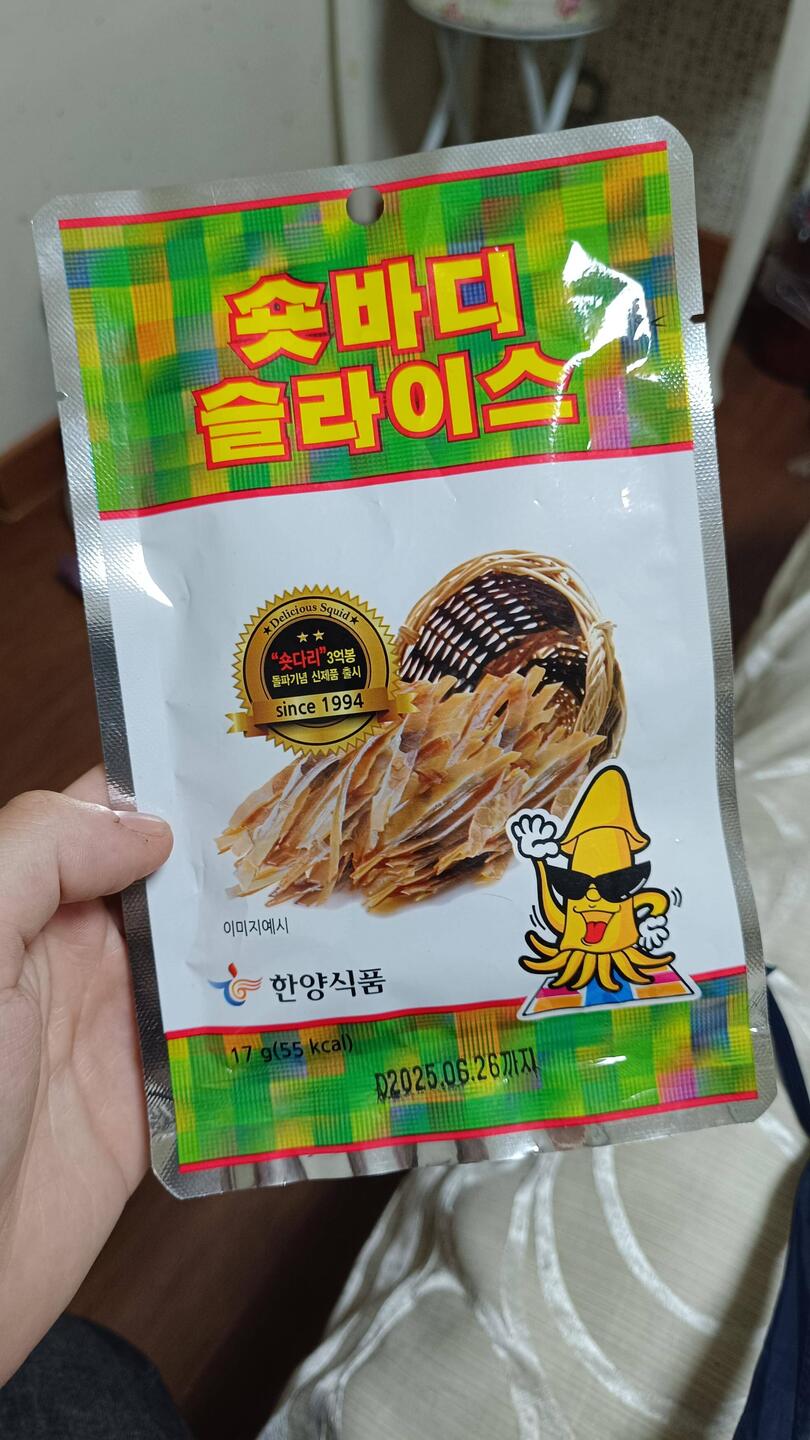 숏바디
슬라이스
Delicious Squid
"숏다리" 3억봉
돌파기념 신제품 출시
since 1994
이미지예시
한양식품
17 g(55 kcal)
D2025.06.26까지